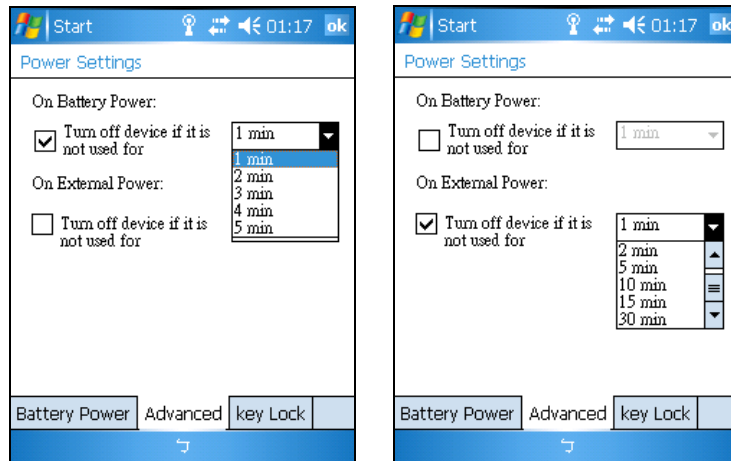 Start 01:17 ok
Power Settings
On Battery Power:
Turn off device if it is
not used for
1 min
1 min
2 min
3 min
4 min
5 min
On External Power:
Turn off device if it is
not used for
Battery Power Advanced key Lock
Start 01:17 ok
Power Settings
On Battery Power:
Turn off device if it is
not used for
1 min
On External Power:
Turn off device if it is
not used for
1 min
2 min
5 min
10 min
15 min
30 min
Battery Power Advanced key Lock